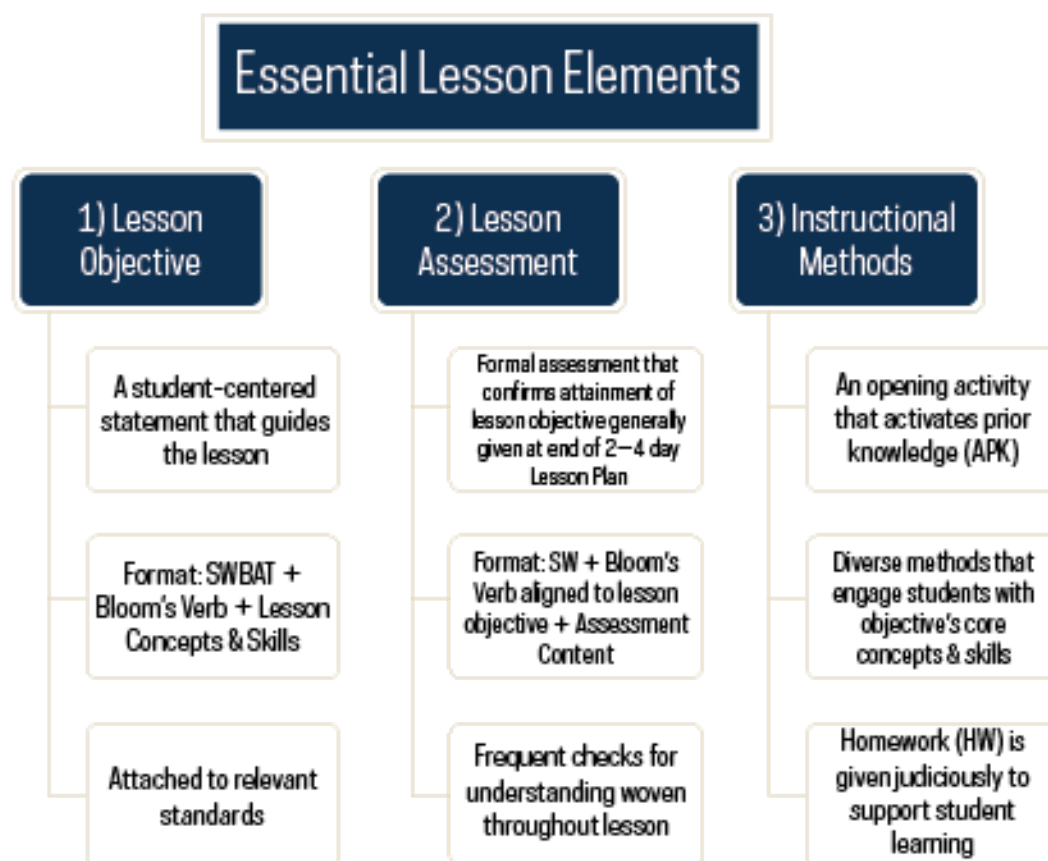 Essential Lesson Elements
1) Lesson
Objective
A student-centered
statement that guides
the lesson
Format: SWBAT +
Bloom's Verb + Lesson
Concepts & Skills
Attached to relevant
standards
2) Lesson
Assessment
Formal assessment that
confirms attainment of
lesson objective generally
given at end of 2–4 day
Lesson Plan
Format: SW + Bloom's
Verb aligned to lesson
objective + Assessment
Content
Frequent checks for
understanding woven
throughout lesson
3) Instructional
Methods
An opening activity
that activates prior
knowledge (APK)
Diverse methods that
engage students with
objective's core
concepts & skills
Homework (HW) is
given judiciously to
support student
learning